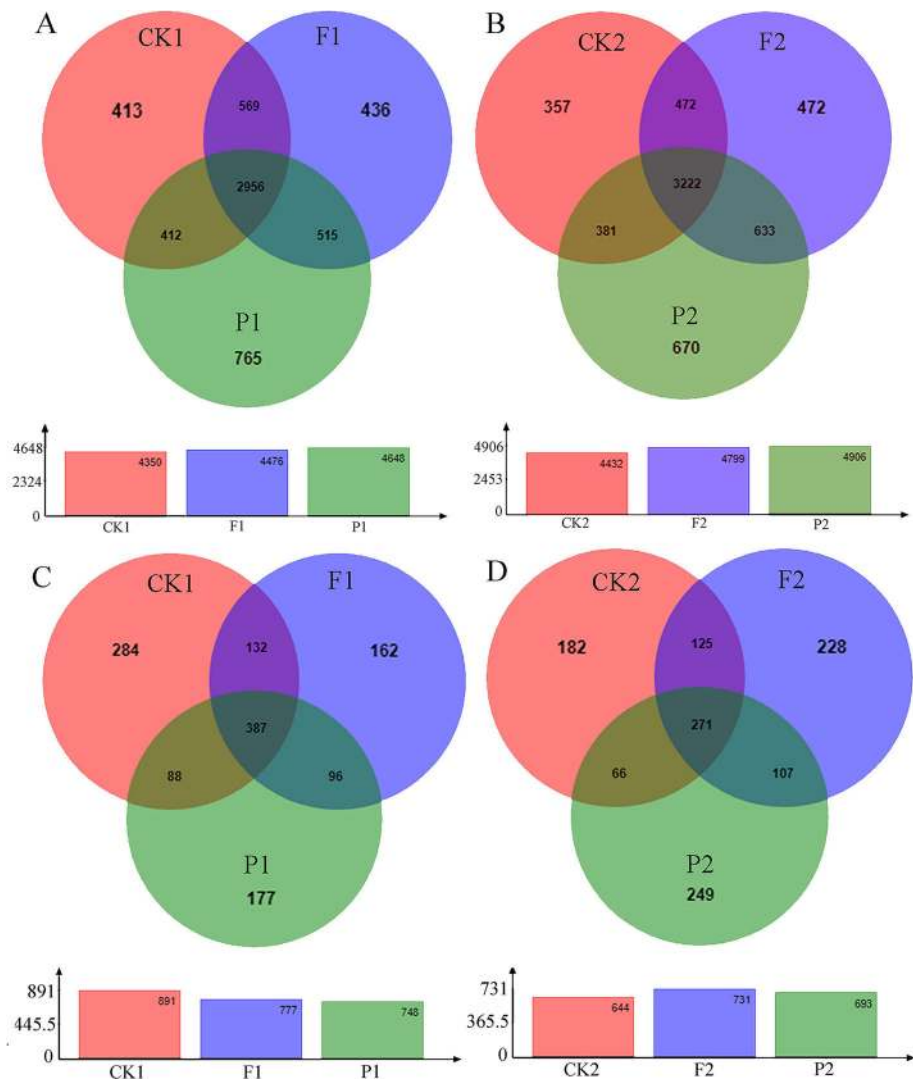 A
CK1
F1
413
569
436
2956
412
515
P1
765
4648
2324
0
4350
4476
4648
CK1
F1
P1
B
CK2
F2
357
472
472
3222
381
633
P2
670
4906
2453
0
4432
4799
4906
CK2
F2
P2
C
CK1
F1
284
132
162
387
88
96
P1
177
891
445.5
0
891
777
748
CK1
F1
P1
D
CK2
F2
182
125
228
271
66
107
P2
249
731
365.5
0
644
731
693
CK2
F2
P2